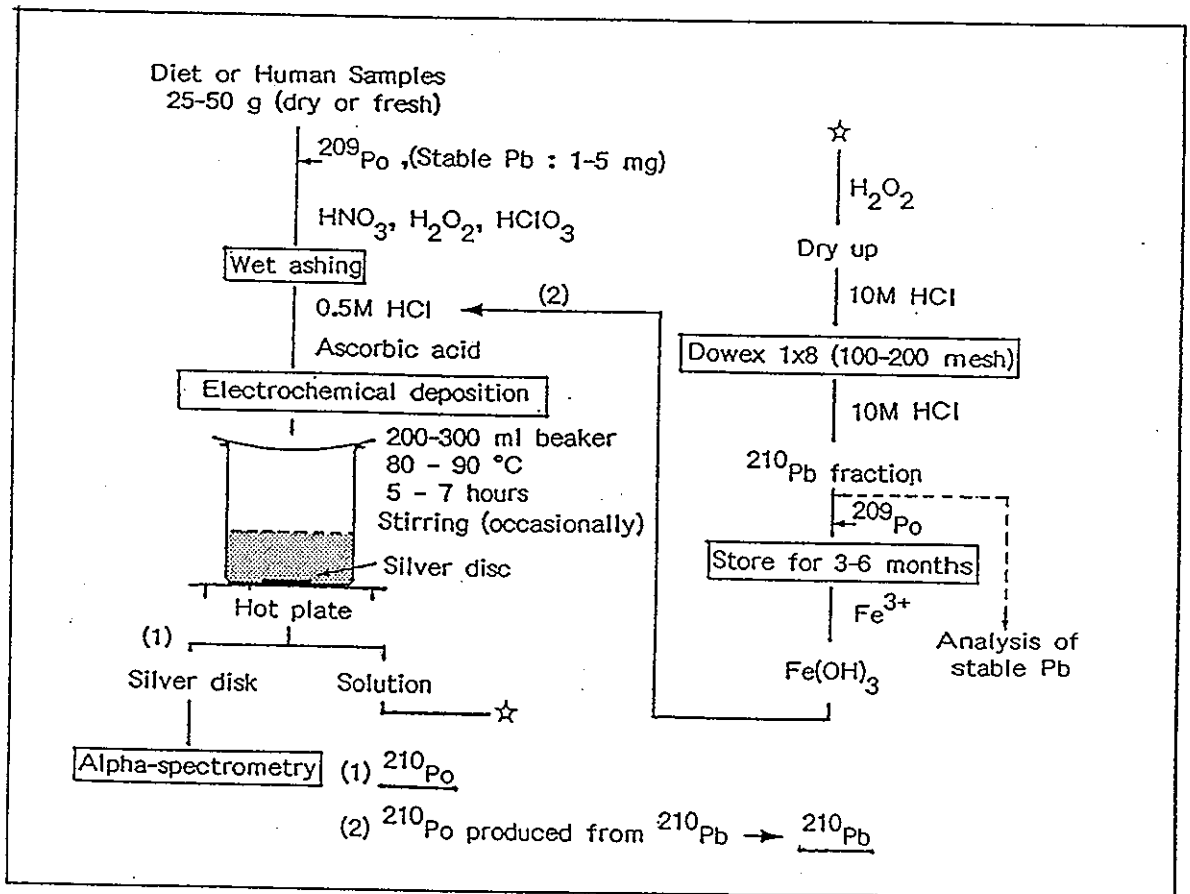 Diet or Human Samples
25-50 g (dry or fresh)
²⁰⁹Po ,(Stable Pb : 1-5 mg)
HNO₃, H₂O₂, HClO₃
Wet ashing
0.5M HCl
(2)
Ascorbic acid
Electrochemical deposition
200-300 ml beaker
80 - 90 °C
5 - 7 hours
Stirring (occasionally)
Silver disc
Hot plate
(1)
Silver disk
Solution
☆
Alpha-spectrometry
(1) ²¹⁰Po
(2) ²¹⁰Po produced from ²¹⁰Pb → ²¹⁰Pb
☆
H₂O₂
Dry up
10M HCl
Dowex 1x8 (100-200 mesh)
10M HCl
²¹⁰Pb fraction
²⁰⁹Po
Store for 3-6 months
Fe³⁺
Fe(OH)₃
Analysis of
stable Pb